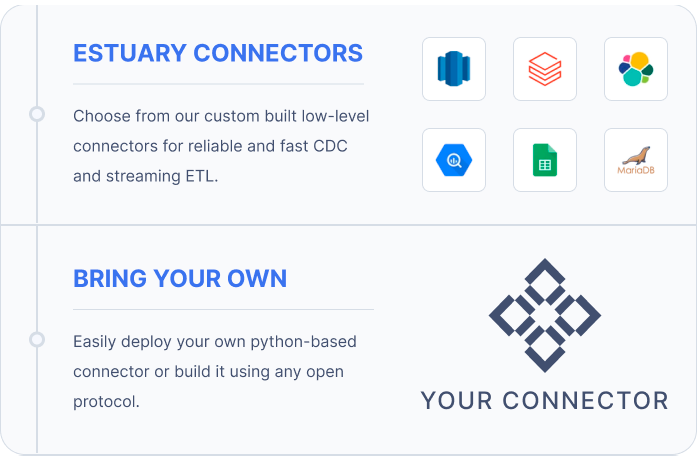 ESTUARY CONNECTORS
Choose from our custom built low-level
connectors for reliable and fast CDC
and streaming ETL.
MariaDB
BRING YOUR OWN
Easily deploy your own python-based
connector or build it using any open
protocol.
YOUR CONNECTOR